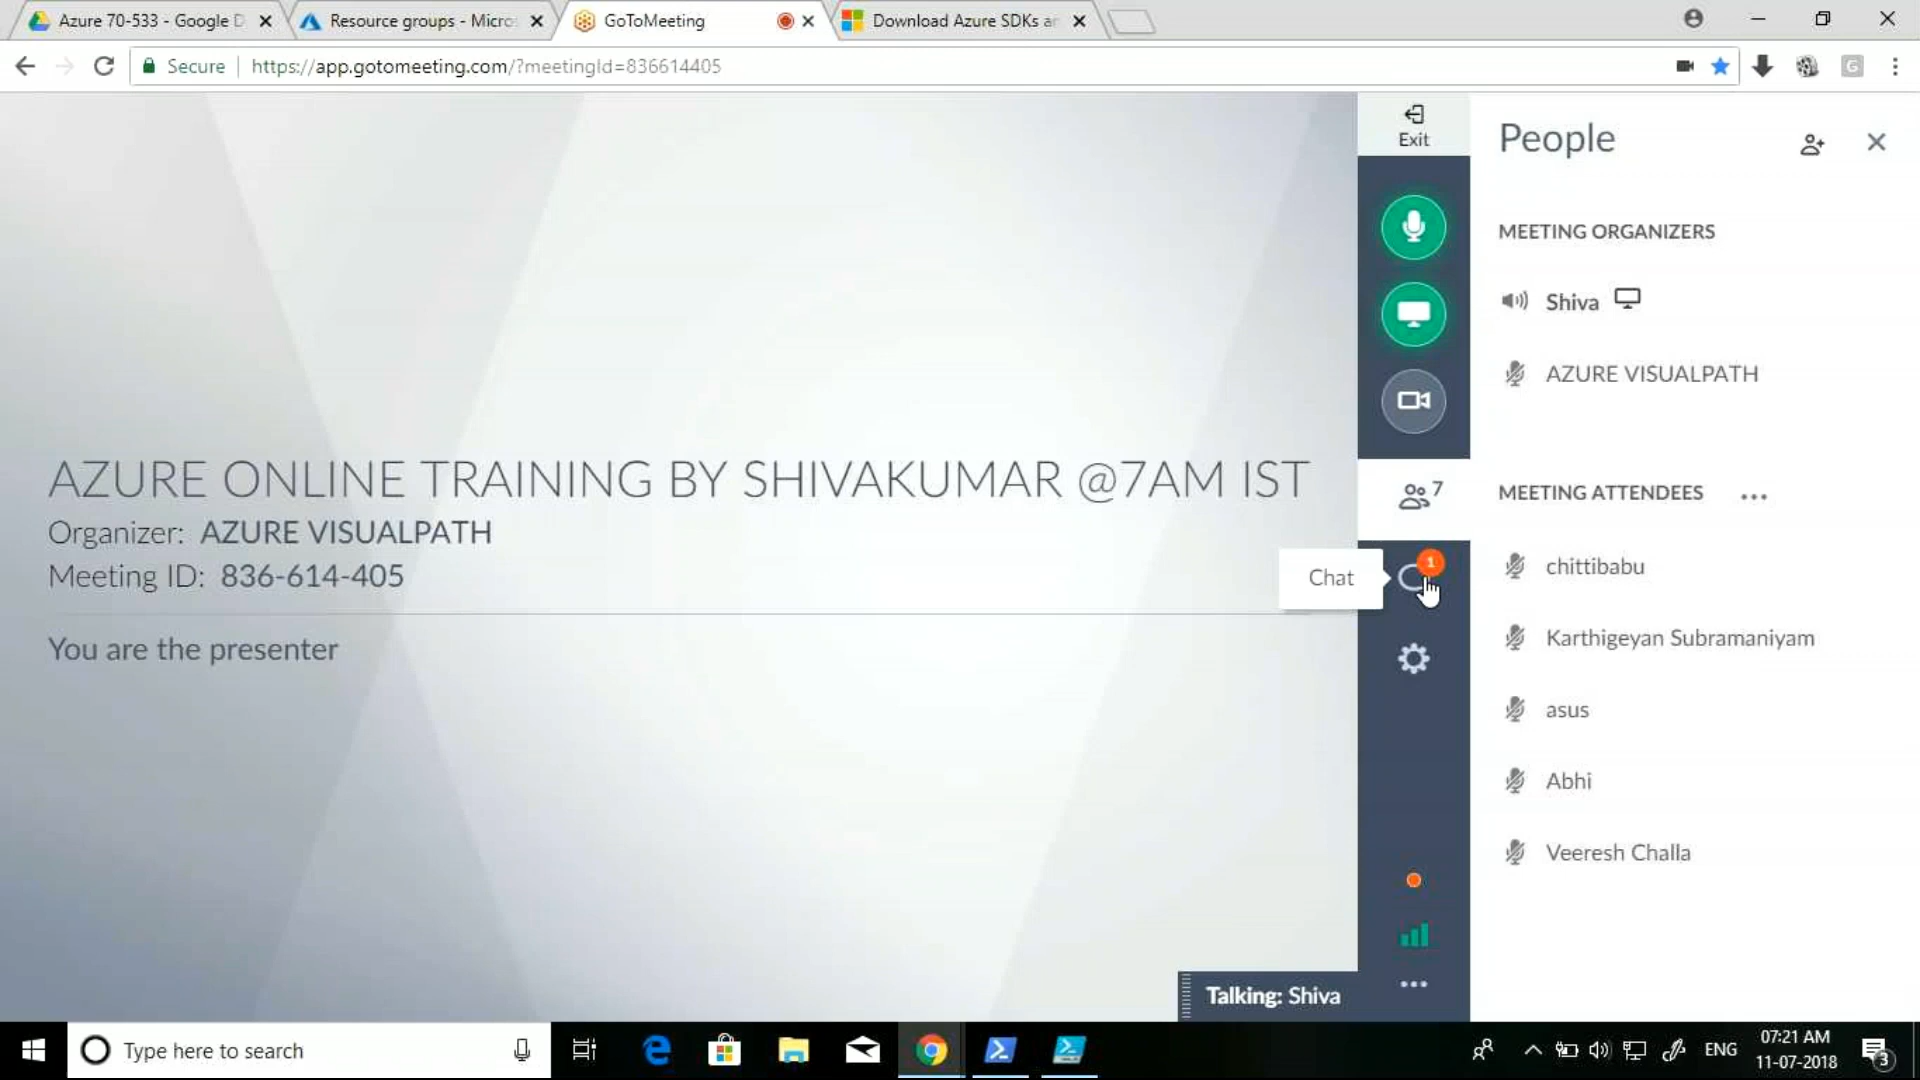 Azure 70-533 - Google D
Resource groups - Micro
GoToMeeting
Download Azure SDKs an
Secure
https://app.gotomeeting.com/?meetingId=836614405
G
Exit
People
MEETING ORGANIZERS
Shiva
AZURE VISUALPATH
AZURE ONLINE TRAINING BY SHIVAKUMAR @7AM IST
Organizer: AZURE VISUALPATH
Meeting ID: 836-614-405
You are the presenter
7
MEETING ATTENDEES
1
Chat
chittibabu
Karthigeyan Subramaniyam
asus
Abhi
Veeresh Challa
Talking: Shiva
Type here to search
ENG
07:21 AM
11-07-2018
3